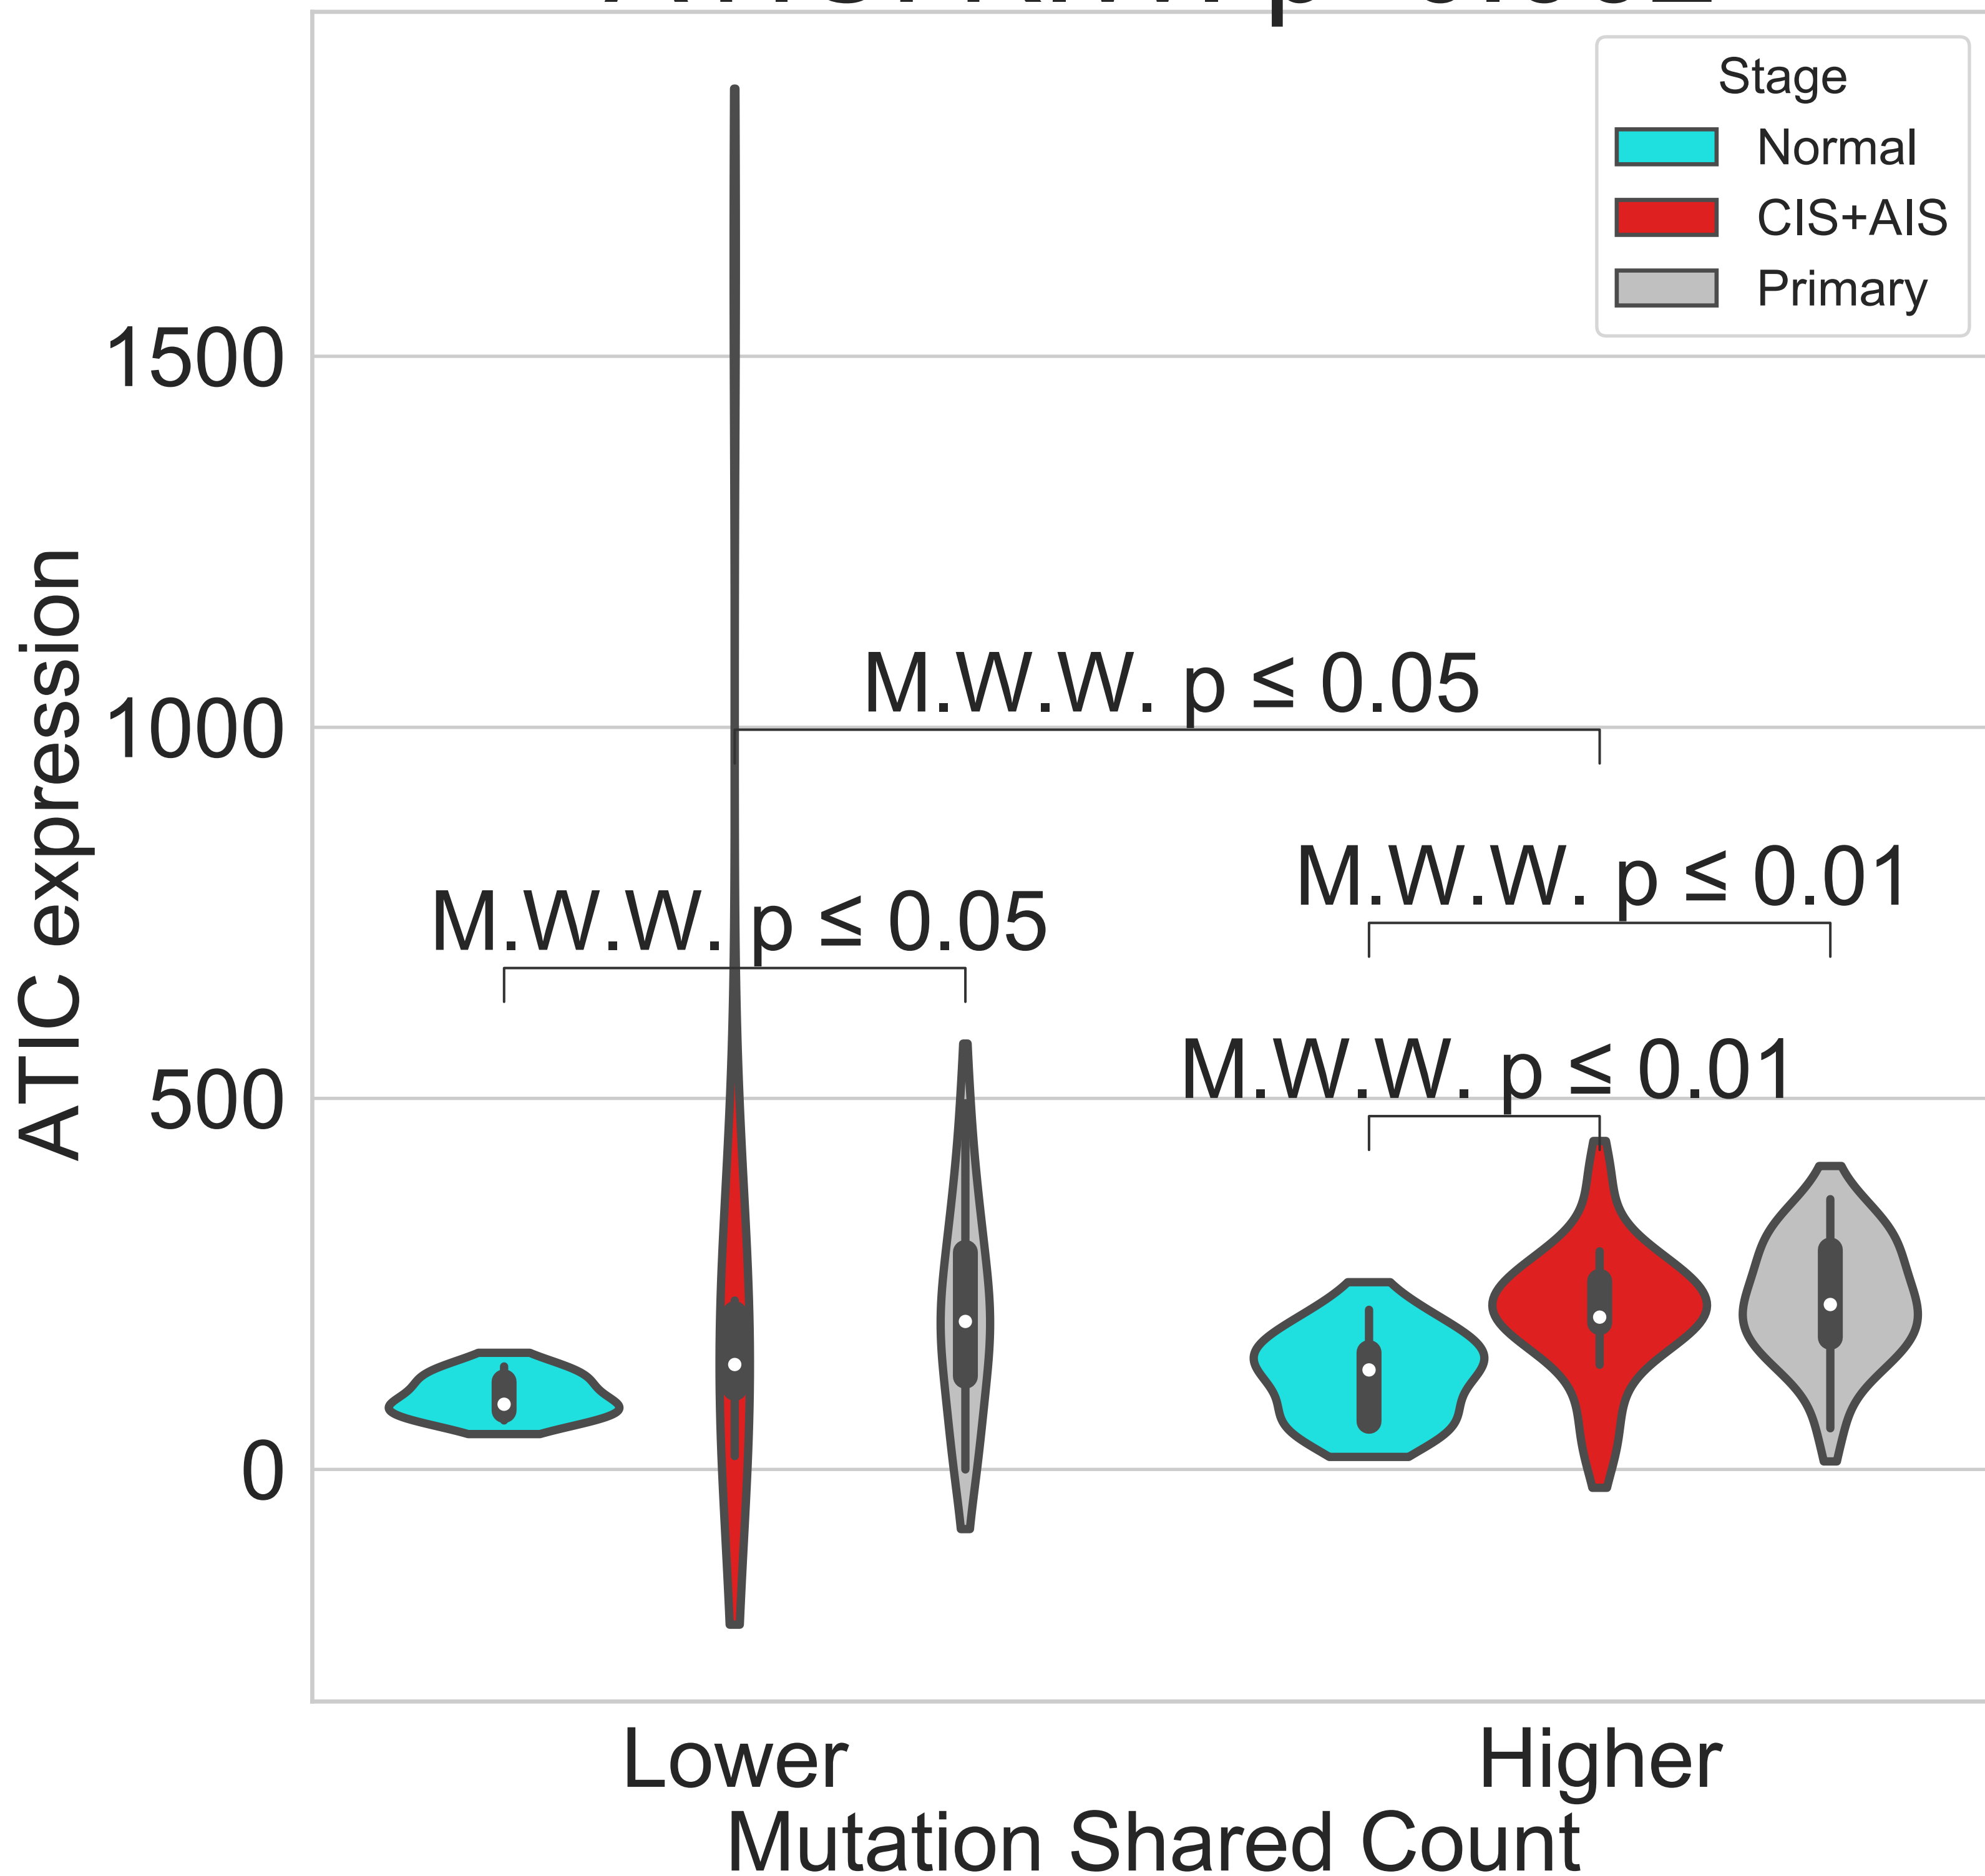 Stage
Normal
CIS+AIS
Primary
1500
1000
500
0
ATIC expression
M.W.W. p ≤ 0.05
M.W.W. p ≤ 0.01
M.W.W. p ≤ 0.05
M.W.W. p ≤ 0.01
Lower
Higher
Mutation Shared Count